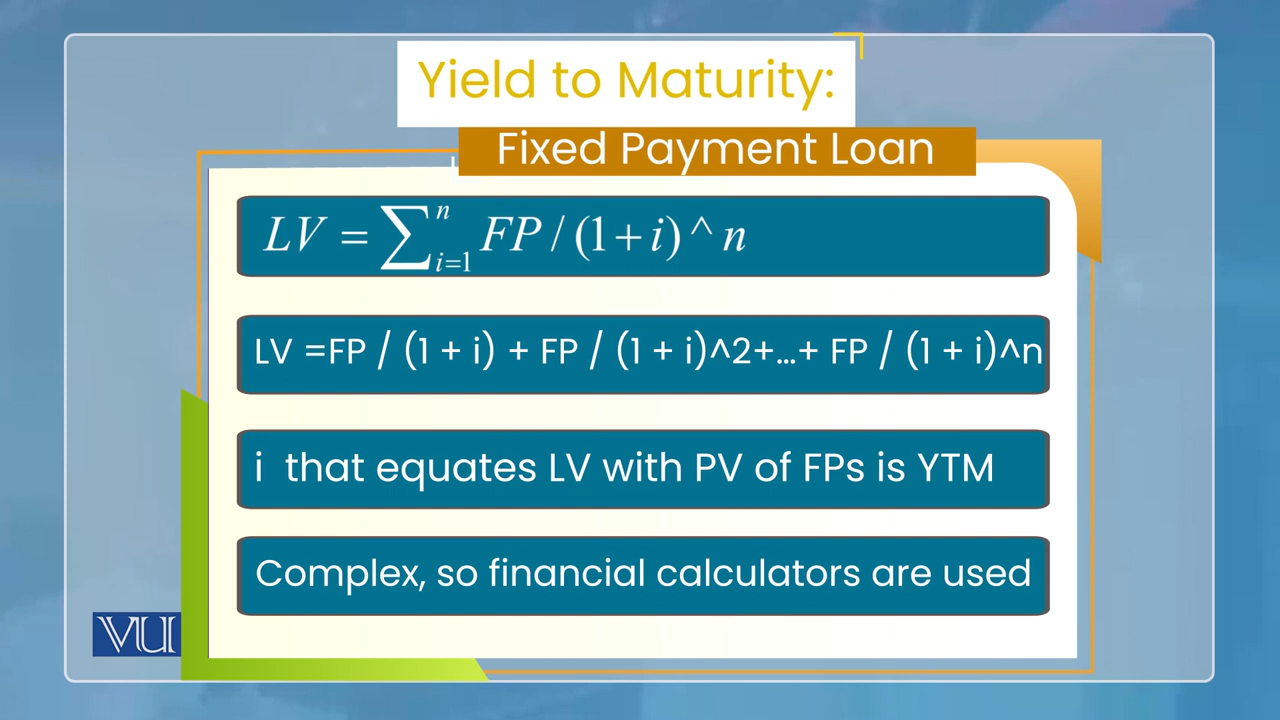 Yield to Maturity:
Fixed Payment Loan
LV = ∑ⁿᵢ₌₁ FP / (1 + i) ^ n
LV =FP / (1 + i) + FP / (1 + i)^2+...+ FP / (1 + i)^n
i that equates LV with PV of FPs is YTM
Complex, so financial calculators are used
VU